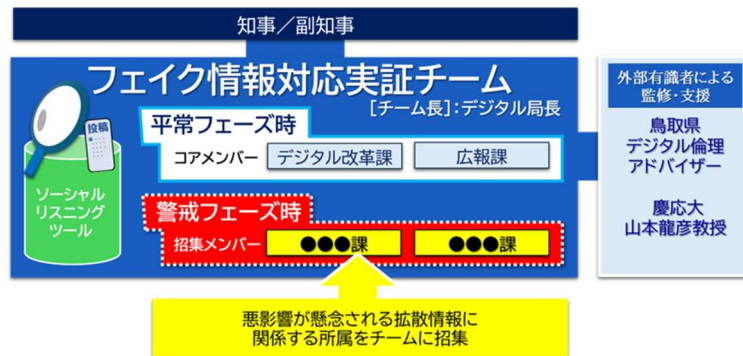 知事／副知事
フェイク情報対応実証チーム
[チーム長]：デジタル局長
投稿
ソーシャル
リスニング
ツール
平常フェーズ時
コアメンバー デジタル改革課 広報課
警戒フェーズ時
招集メンバー ●●●課 ●●●課
悪影響が懸念される拡散情報に
関係する所属をチームに招集
外部有識者による
監修・支援
鳥取県
デジタル倫理
アドバイザー
慶応大
山本龍彦教授